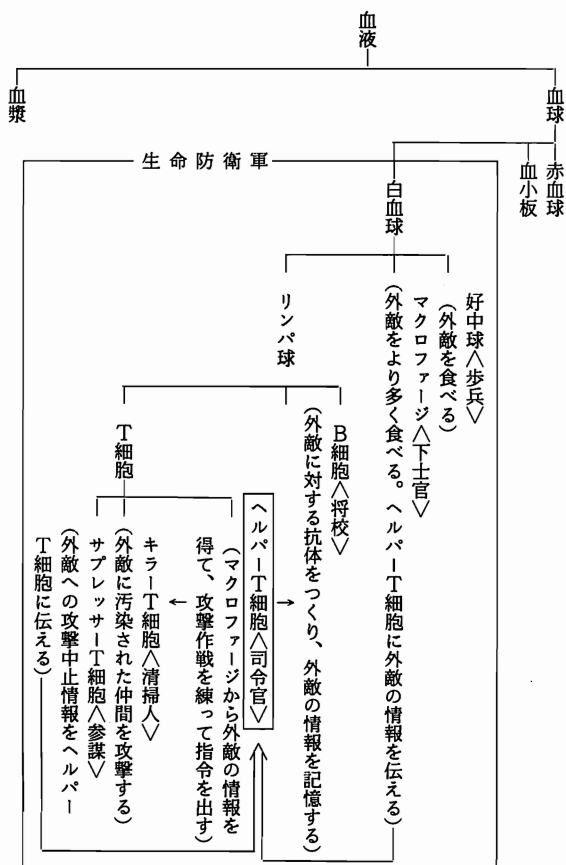 血液
血球
赤血球
血小板
血漿
生命防衛軍
白血球
好中球〈歩兵〉
（外敵を食べる）
マクロファージ〈下士官〉
（外敵をより多く食べる。ヘルパーT細胞に外敵の情報を伝える）
リンパ球
B細胞〈将校〉
（外敵に対する抗体をつくり、外敵の情報を記憶する）
T細胞
ヘルパーT細胞〈司令官〉
（マクロファージから外敵の情報を
得て、攻撃作戦を練って指令を出す）
キラーT細胞〈清掃人〉
（外敵に汚染された仲間を攻撃する）
サプレッサーT細胞〈参謀〉
（外敵への攻撃中止情報をヘルパー
T細胞に伝える）